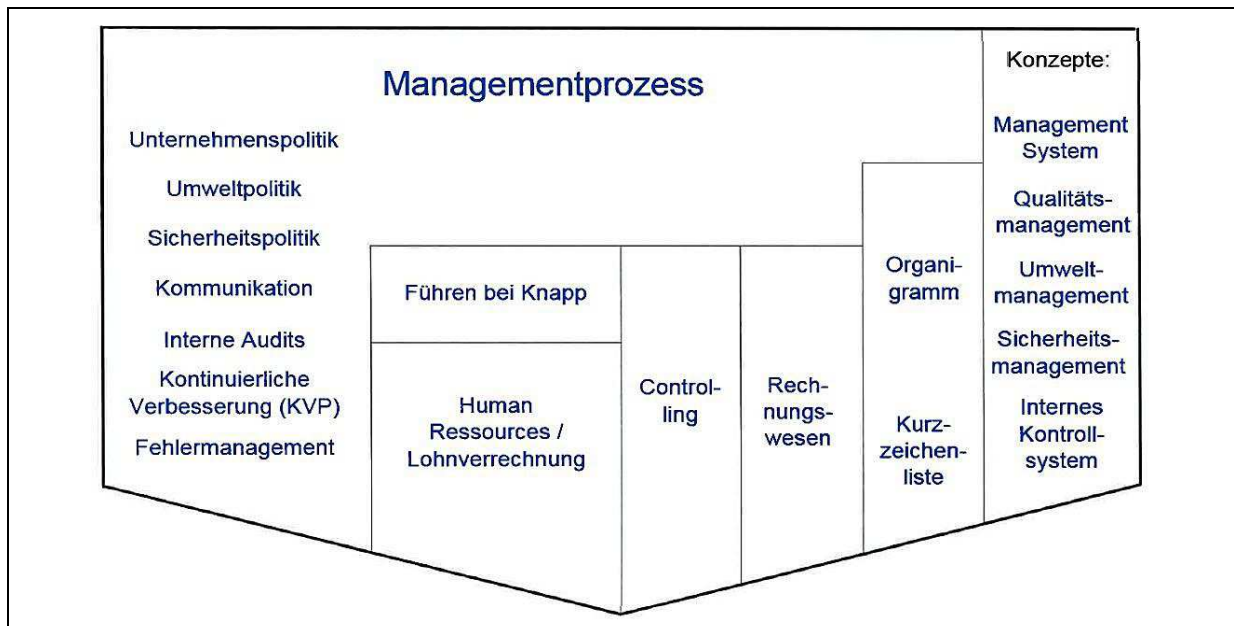 Managementprozess
Unternehmenspolitik
Umweltpolitik
Sicherheitspolitik
Kommunikation
Interne Audits
Kontinuierliche
Verbesserung (KVP)
Fehlermanagement
Führen bei Knapp
Human
Ressources /
Lohnverrechnung
Control-
ling
Rech-
nungs-
wesen
Organi-
gramm
Kurz-
zeichen-
liste
Konzepte:
Management
System
Qualitäts-
management
Umwelt-
management
Sicherheits-
management
Internes
Kontroll-
system